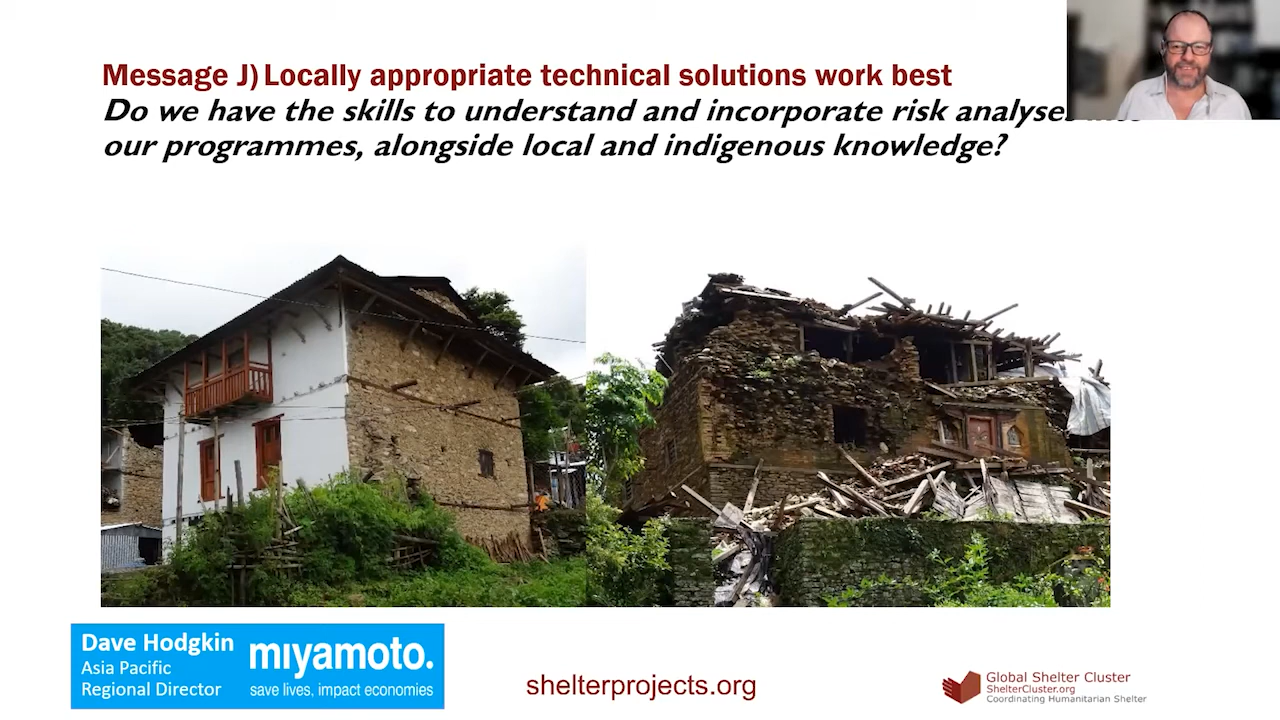 Message J) Locally appropriate technical solutions work best
Do we have the skills to understand and incorporate risk analyses
our programmes, alongside local and indigenous knowledge?
Dave Hodgkin
Asia Pacific
Regional Director
mıyamoto.
save lives, impact economies
shelterprojects.org
Global Shelter Cluster
ShelterCluster.org
Coordinating Humanitarian Shelter